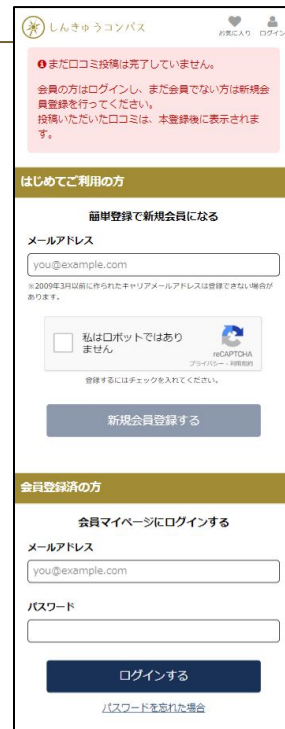 しんきゅうコンパス
お気に入り ログイン
まだ口コミ投稿は完了していません。
会員の方はログインし、まだ会員でない方は新規会
員登録を行ってください。
投稿いただいた口コミは、本登録後に表示されま
す。
はじめてご利用の方
簡単登録で新規会員になる
メールアドレス
you@example.com
※2009年3月以前に作られたキャリアメールアドレスは登録できない場合が
あります。
私はロボットではあり
ません
reCAPTCHA
プライバシー - 利用規約
登録するにはチェックを入れてください。
新規会員登録する
会員登録済の方
会員マイページにログインする
メールアドレス
you@example.com
パスワード
ログインする
パスワードを忘れた場合